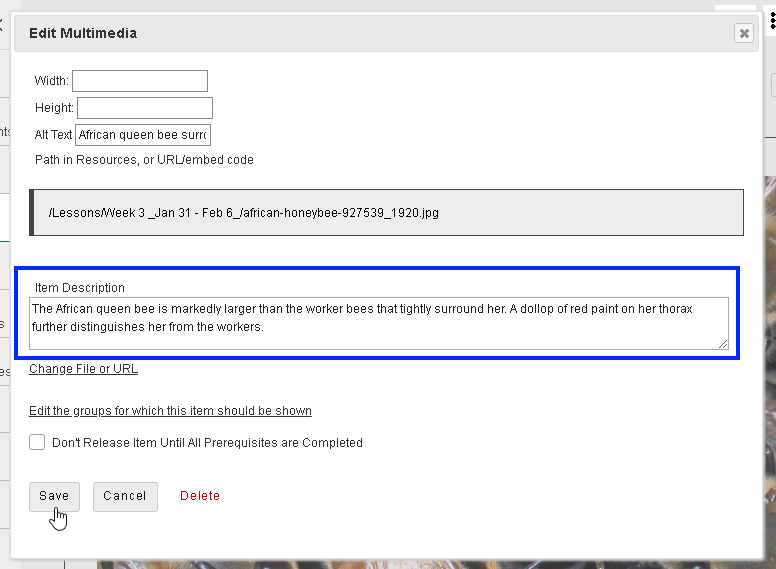 Edit Multimedia
Width:
Height:
Alt Text African queen bee surr
Path in Resources, or URL/embed code
/Lessons/Week 3 _Jan 31 - Feb 6_/african-honeybee-927539_1920.jpg
Item Description
The African queen bee is markedly larger than the worker bees that tightly surround her. A dollop of red paint on her thorax
further distinguishes her from the workers.
Change File or URL
Edit the groups for which this item should be shown
Don't Release Item Until All Prerequisites are Completed
Save Cancel Delete